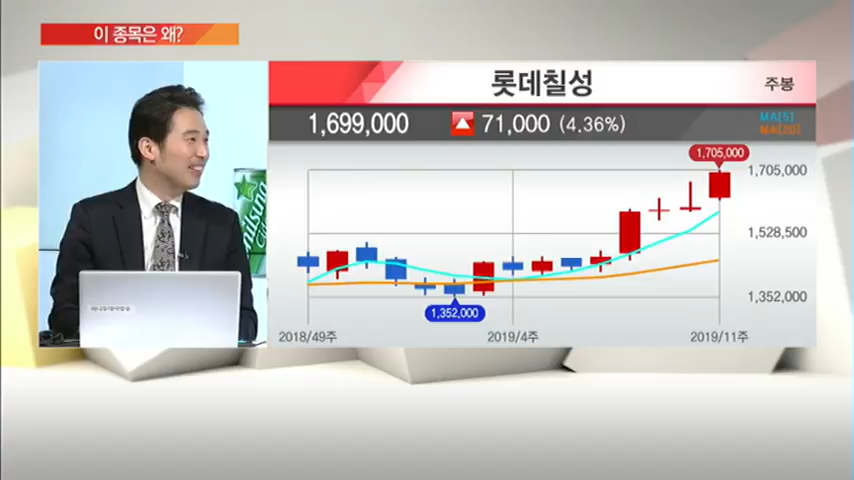 이 종목은 왜?
롯데칠성
주봉
1,699,000 71,000 (4.36%)
MA[5]
MA[20]
1,705,000
1,705,000
1,528,500
1,352,000
1,352,000
2018/49주 2019/4주 2019/11주